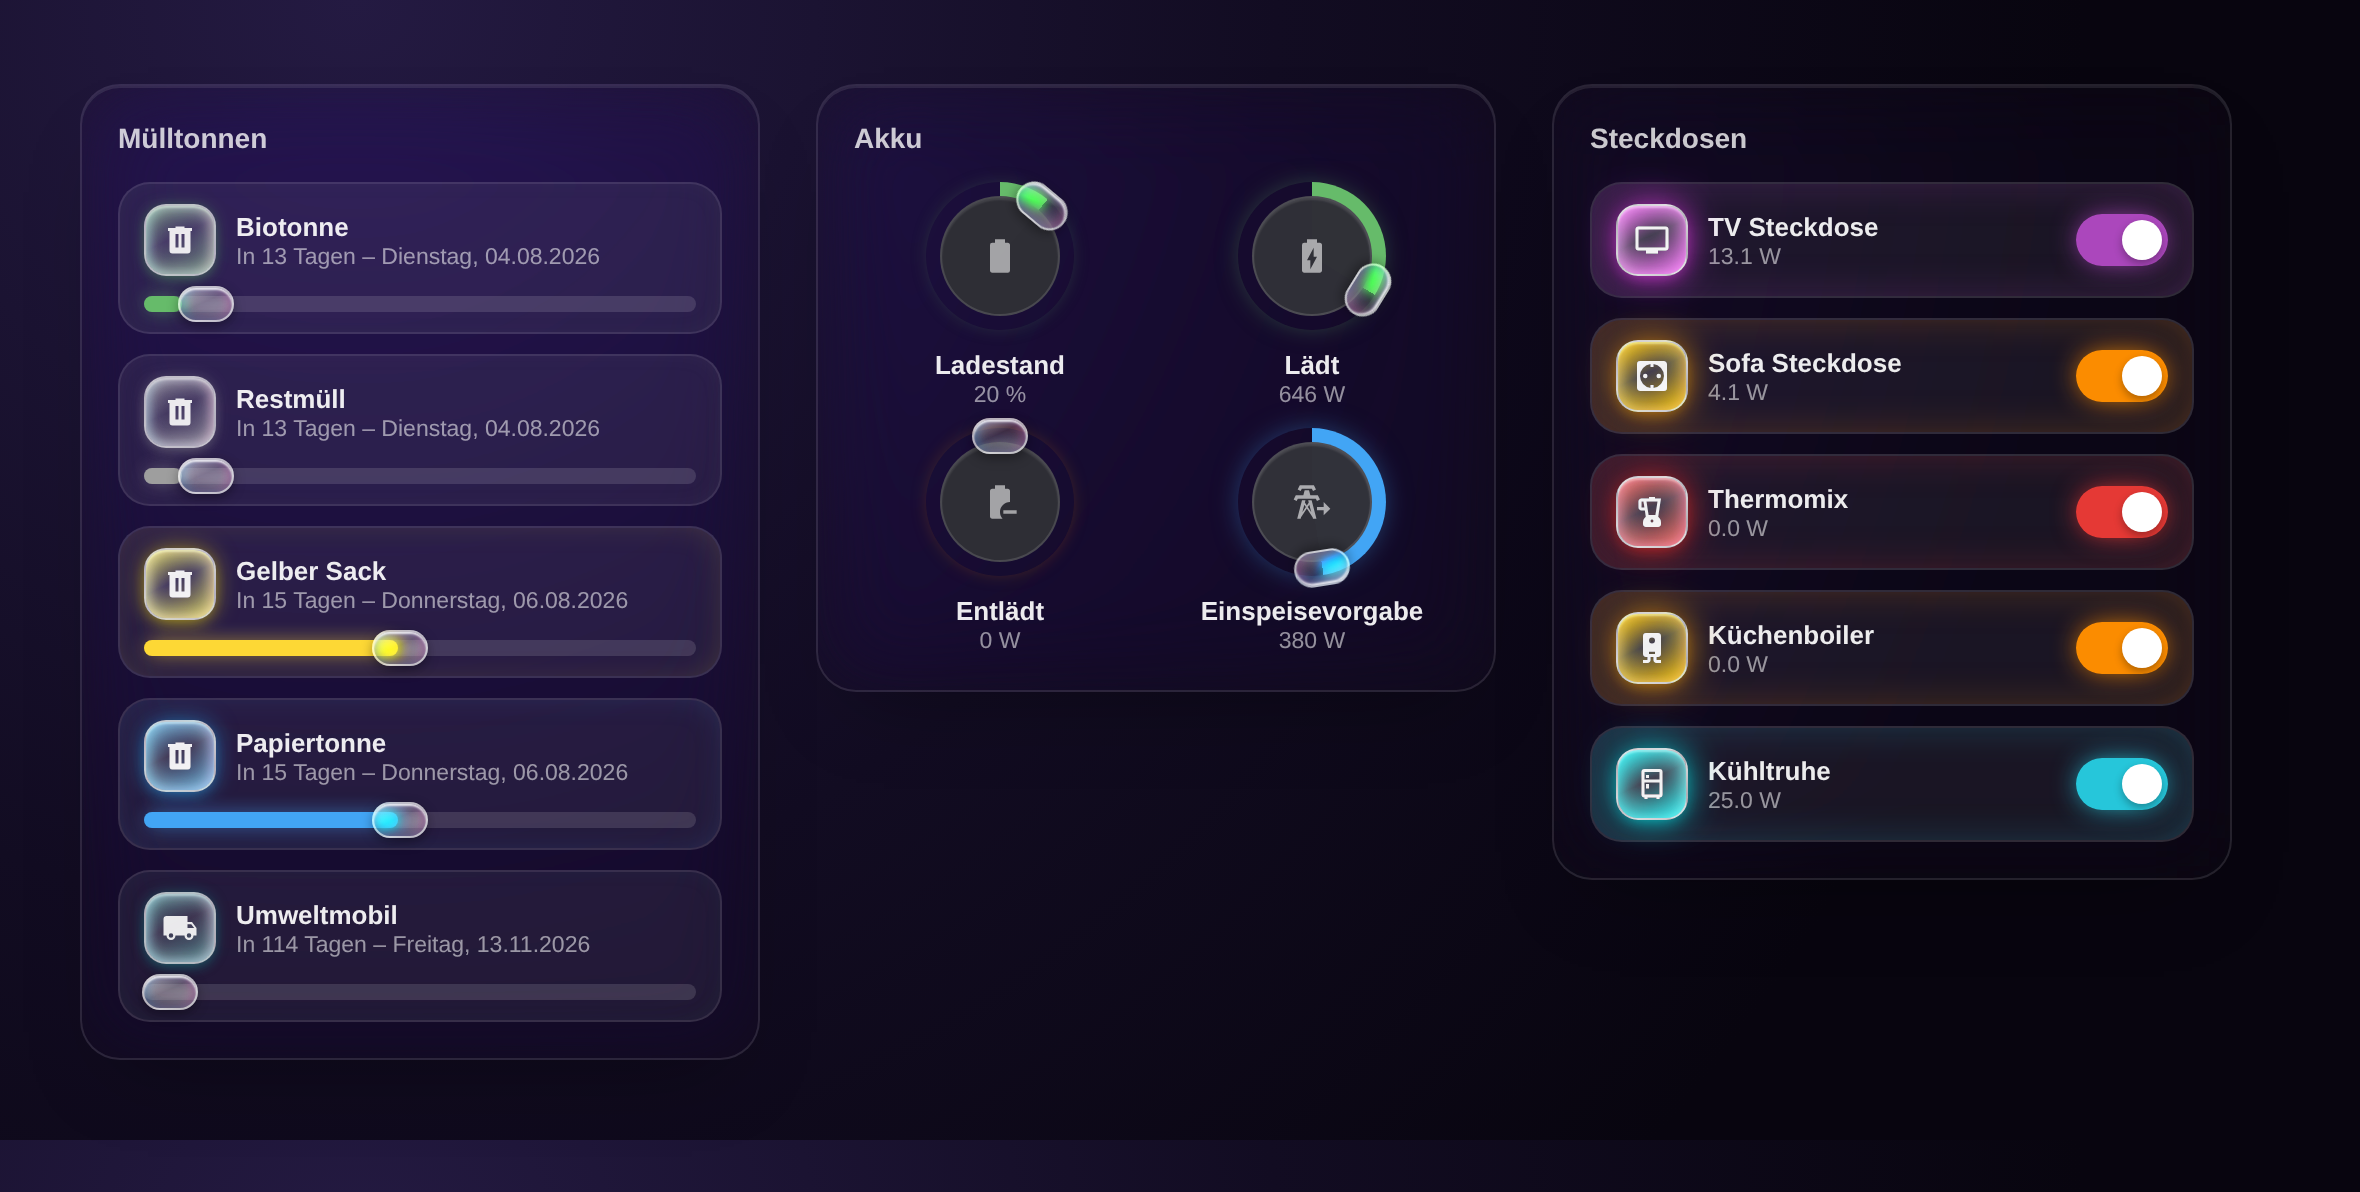 Mülltonnen
Biotonne
In 13 Tagen – Dienstag, 04.08.2026
Restmüll
In 13 Tagen – Dienstag, 04.08.2026
Gelber Sack
In 15 Tagen – Donnerstag, 06.08.2026
Papiertonne
In 15 Tagen – Donnerstag, 06.08.2026
Umweltmobil
In 114 Tagen – Freitag, 13.11.2026
Akku
Ladestand
20 %
Lädt
646 W
Entlädt
0 W
Einspeisevorgabe
380 W
Steckdosen
TV Steckdose
13.1 W
Sofa Steckdose
4.1 W
Thermomix
0.0 W
Küchenboiler
0.0 W
Kühltruhe
25.0 W